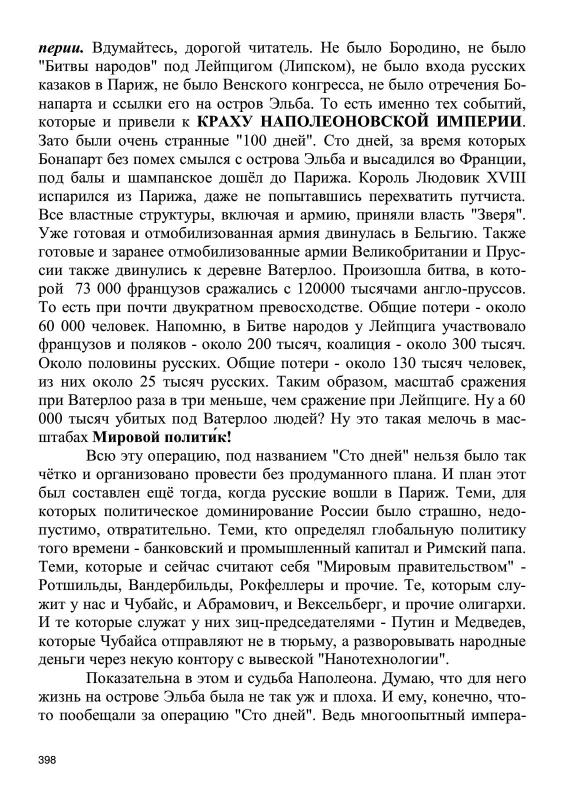 перии. Вдумайтесь, дорогой читатель. Не было Бородино, не было
"Битвы народов" под Лейпцигом (Липском), не было входа русских
казаков в Париж, не было Венского конгресса, не было отречения Бо-
напарта и ссылки его на остров Эльба. То есть именно тех событий,
которые и привели к КРАХУ НАПОЛЕОНОВСКОЙ ИМПЕРИИ.
Зато были очень странные "100 дней". Сто дней, за время которых
Бонапарт без помех смылся с острова Эльба и высадился во Франции,
под балы и шампанское дошёл до Парижа. Король Людовик XVIII
испарился из Парижа, даже не попытавшись перехватить путчиста.
Все властные структуры, включая и армию, приняли власть "Зверя".
Уже готовая и отмобилизованная армия двинулась в Бельгию. Также
готовые и заранее отмобилизованные армии Великобритании и Прус-
сии также двинулись к деревне Ватерлоо. Произошла битва, в кото-
рой 73 000 французов сражались с 120000 тысячами англо-пруссов.
То есть при почти двукратном превосходстве. Общие потери - около
60 000 человек. Напомню, в Битве народов у Лейпцига участвовало
французов и поляков - около 200 тысяч, коалиция - около 300 тысяч.
Около половины русских. Общие потери - около 130 тысяч человек,
из них около 25 тысяч русских. Таким образом, масштаб сражения
при Ватерлоо раза в три меньше, чем сражение при Лейпциге. Ну а 60
000 тысяч убитых под Ватерлоо людей? Ну это такая мелочь в мас-
штабах Мировой полити́к!
Всю эту операцию, под названием "Сто дней" нельзя было так
чётко и организовано провести без продуманного плана. И план этот
был составлен ещё тогда, когда русские вошли в Париж. Теми, для
которых политическое доминирование России было страшно, недо-
пустимо, отвратительно. Теми, кто определял глобальную политику
того времени - банковский и промышленный капитал и Римский папа.
Теми, которые и сейчас считают себя "Мировым правительством" -
Ротшильды, Вандербильды, Рокфеллеры и прочие. Те, которым слу-
жит у нас и Чубайс, и Абрамович, и Вексельберг, и прочие олигархи.
И те которые служат у них зиц-председателями - Путин и Медведев,
которые Чубайса отправляют не в тюрьму, а разворовывать народные
деньги через некую контору с вывеской "Нанотехнологии".
Показательна в этом и судьба Наполеона. Думаю, что для него
жизнь на острове Эльба была не так уж и плоха. И ему, конечно, что-
то пообещали за операцию "Сто дней". Ведь многоопытный импера-
398